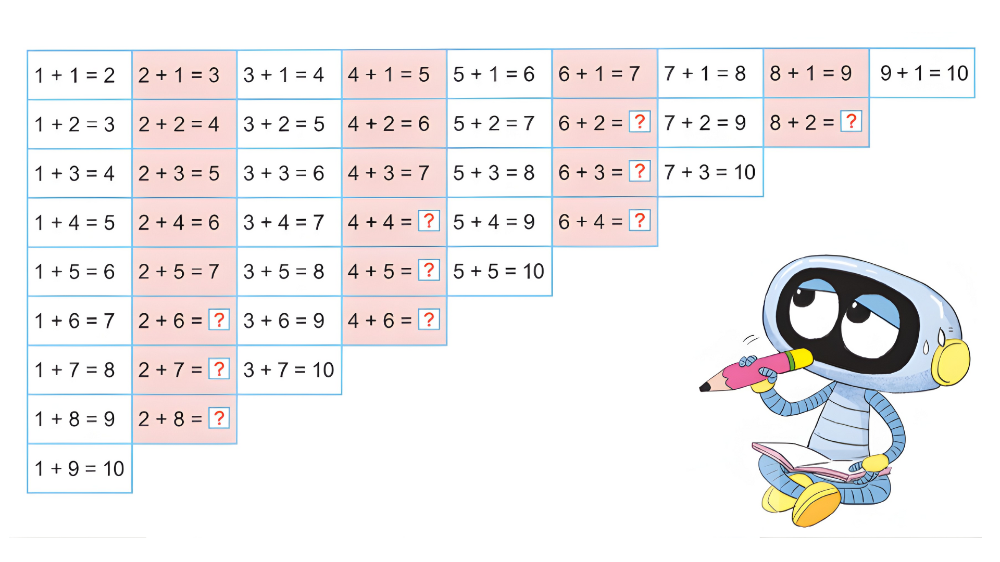 1 + 1 = 2 2 + 1 = 3 3 + 1 = 4 4 + 1 = 5 5 + 1 = 6 6 + 1 = 7 7 + 1 = 8 8 + 1 = 9 9 + 1 = 10
1 + 2 = 3 2 + 2 = 4 3 + 2 = 5 4 + 2 = 6 5 + 2 = 7 6 + 2 = ? 7 + 2 = 9 8 + 2 = ?
1 + 3 = 4 2 + 3 = 5 3 + 3 = 6 4 + 3 = 7 5 + 3 = 8 6 + 3 = ? 7 + 3 = 10
1 + 4 = 5 2 + 4 = 6 3 + 4 = 7 4 + 4 = ? 5 + 4 = 9 6 + 4 = ?
1 + 5 = 6 2 + 5 = 7 3 + 5 = 8 4 + 5 = ? 5 + 5 = 10
1 + 6 = 7 2 + 6 = ? 3 + 6 = 9 4 + 6 = ?
1 + 7 = 8 2 + 7 = ? 3 + 7 = 10
1 + 8 = 9 2 + 8 = ?
1 + 9 = 10